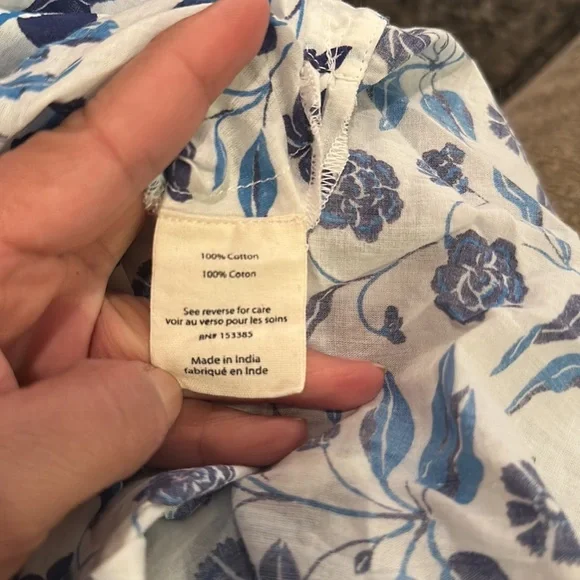 100% Cotton
100% Coton
See reverse for care
voir au verso pour les soins
RN# 153385
Made in India
fabriqué en Inde